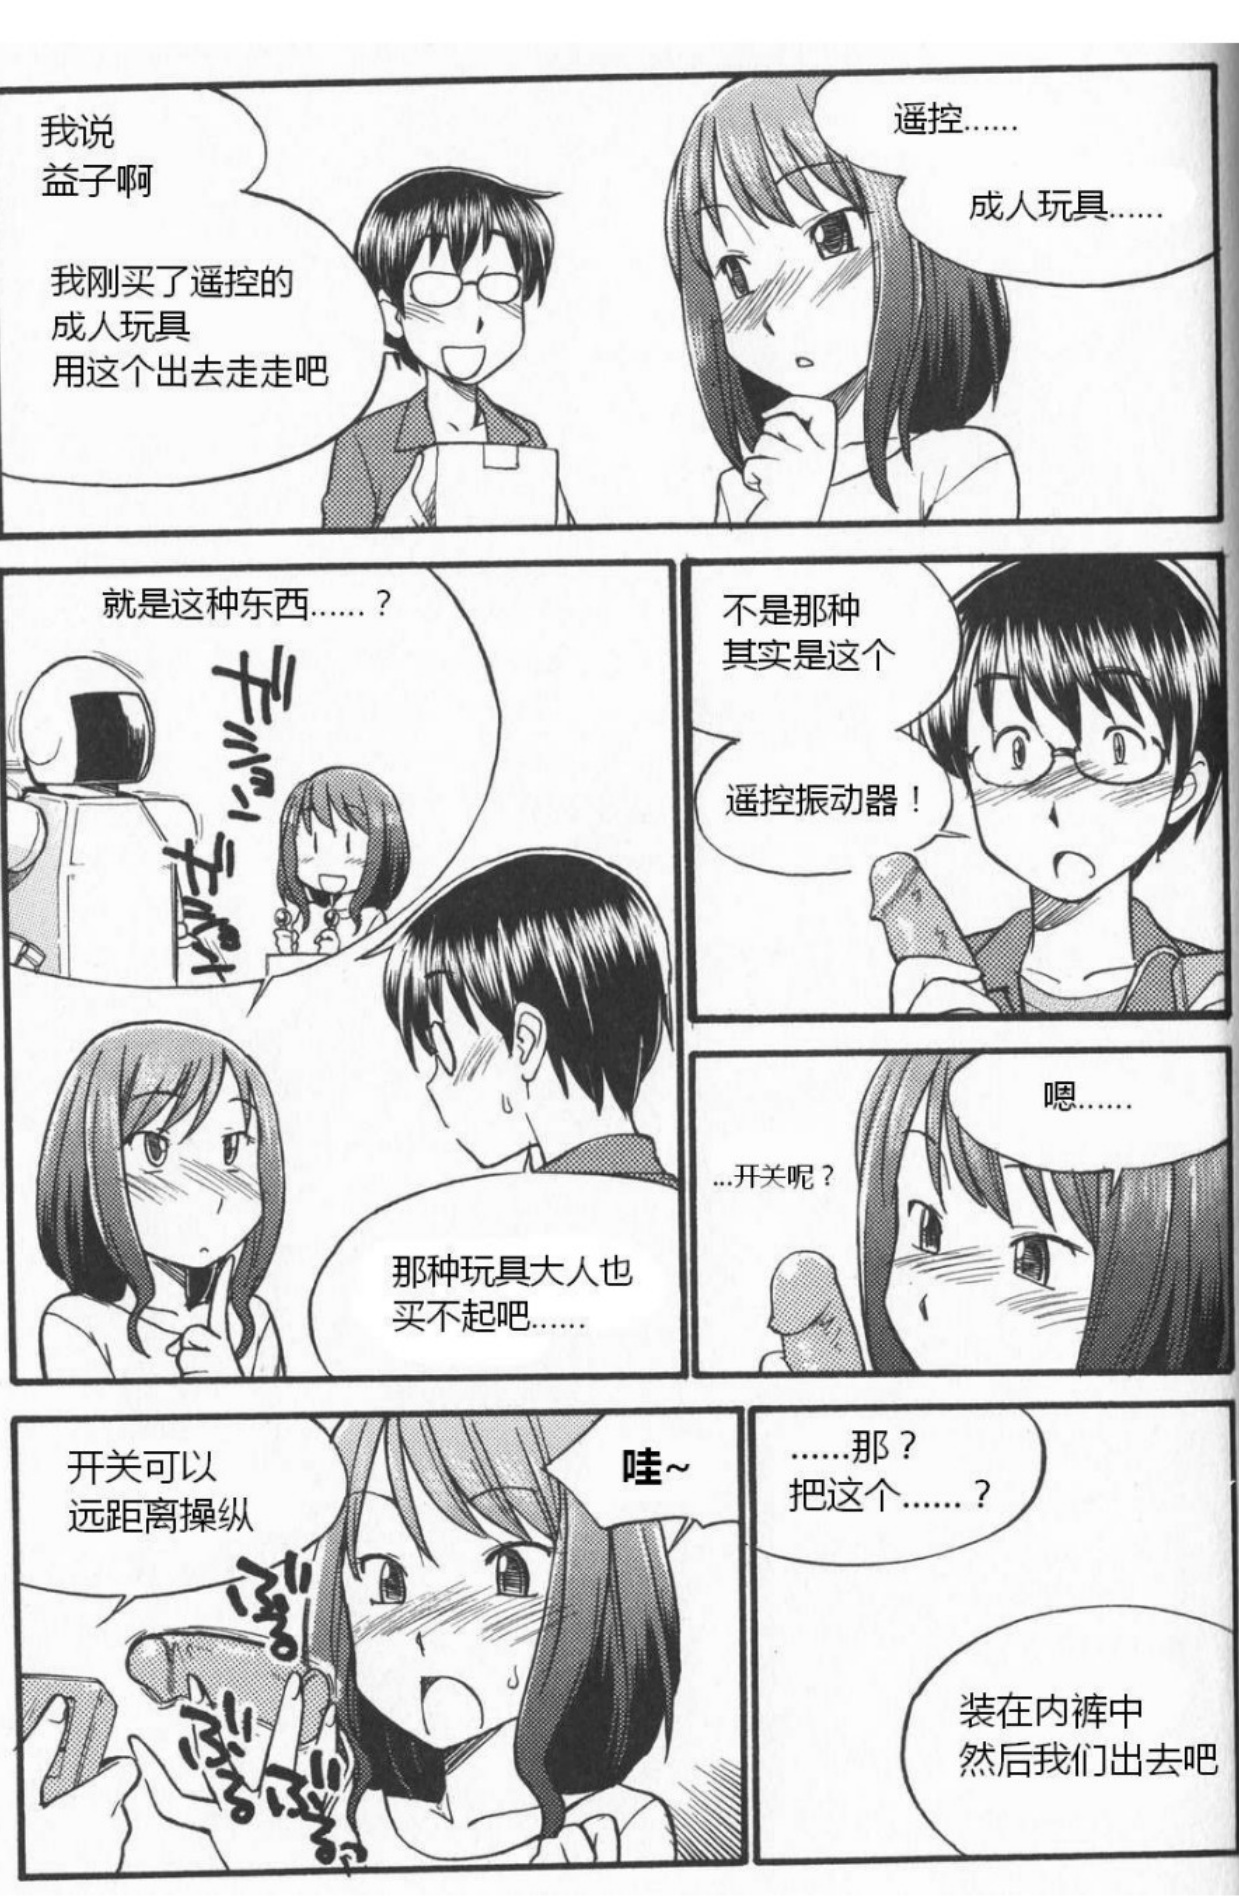 我说
益子啊
我刚买了遥控的
成人玩具
用这个出去走走吧
遥控……
成人玩具……
就是这种东西……？
那种玩具大人也
买不起吧……
不是那种
其实是这个
遥控振动器！
嗯……
…开关呢？
开关可以
远距离操纵
哇~
……那？
把这个……？
装在内裤中
然后我们出去吧